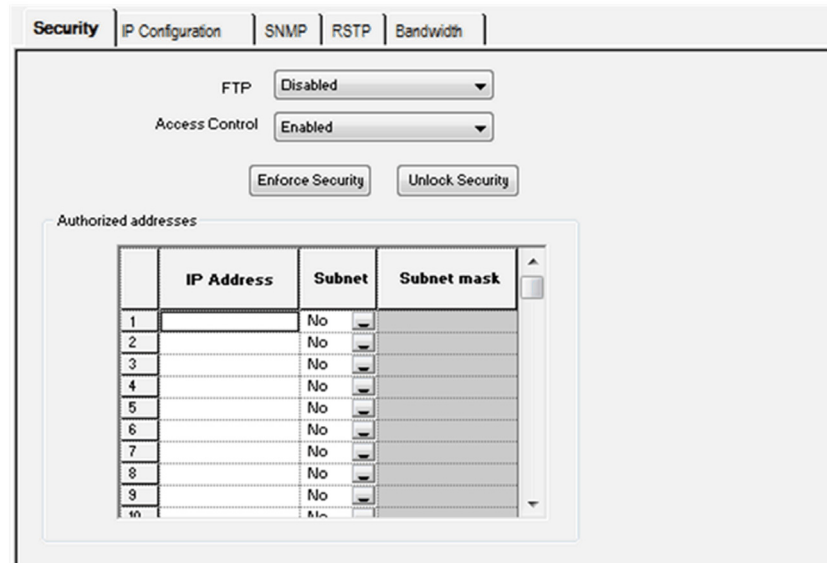 Security IP Configuration SNMP RSTP Bandwidth
FTP Disabled
Access Control Enabled
Enforce Security Unlock Security
Authorized addresses
IP Address Subnet Subnet mask
1 No
2 No
3 No
4 No
5 No
6 No
7 No
8 No
9 No
10 No